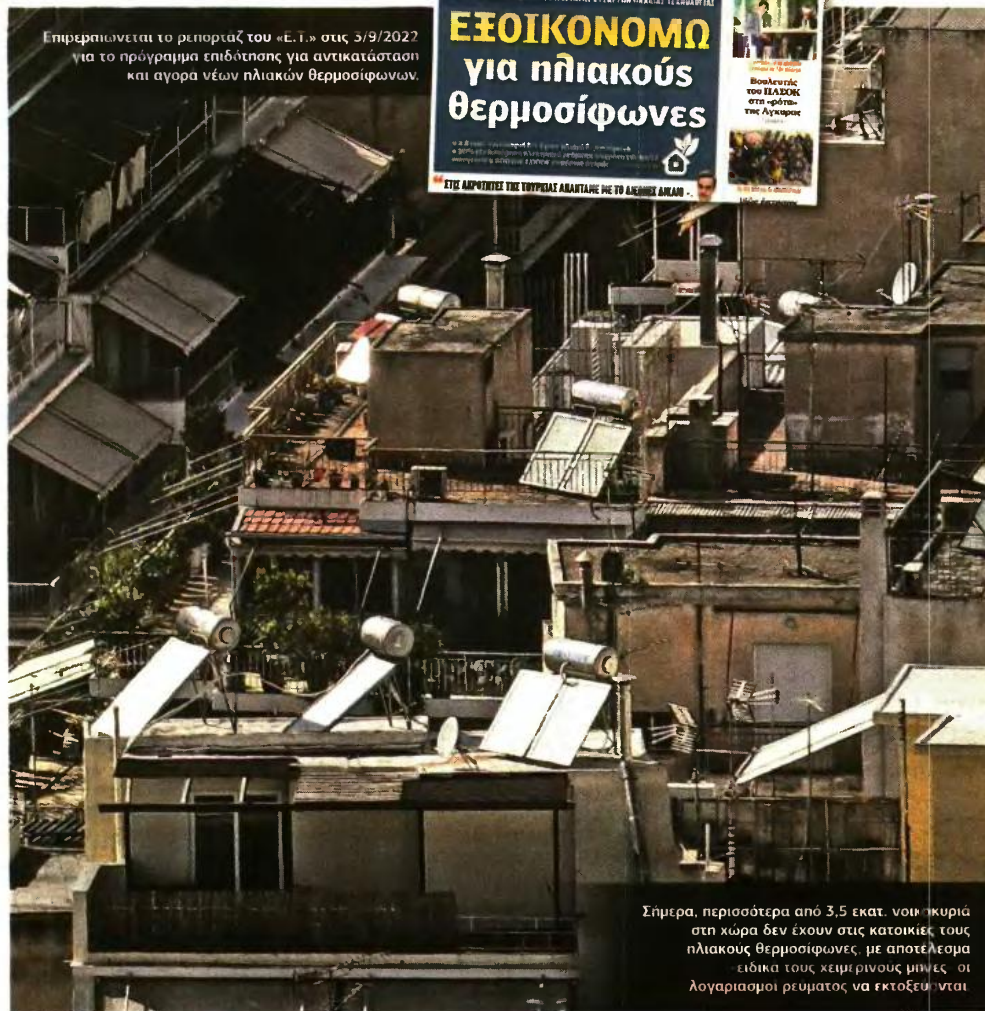 Επιβεβαιώνεται το ρεπορτάζ του «Ε.Τ.» στις 3/9/2022
για το πρόγραμμα επιδότησης για αντικατάσταση
και αγορά νέων ηλιακών θερμοσίφωνων.
ΕΞΟΙΚΟΝΟΜΩ
για ηλιακούς
θερμοσίφωνες
Βουλευτής
του ΠΑΣΟΚ
στη «ρότα»
της Αγκυρας
ΣΤΙΣ ΑΚΡΟΤΗΤΕΣ ΤΗΣ ΤΟΥΡΚΙΑΣ ΑΠΑΝΤΑΜΕ ΜΕ ΤΟ ΔΙΕΘΝΕΣ ΔΙΚΑΙΟ
Σήμερα, περισσότερα από 3,5 εκατ. νοικοκυριά
στη χώρα δεν έχουν στις κατοικίες τους
ηλιακούς θερμοσίφωνες, με αποτέλεσμα
-ειδικά τους χειμερινούς μήνες- οι
λογαριασμοί ρεύματος να εκτοξεύονται.